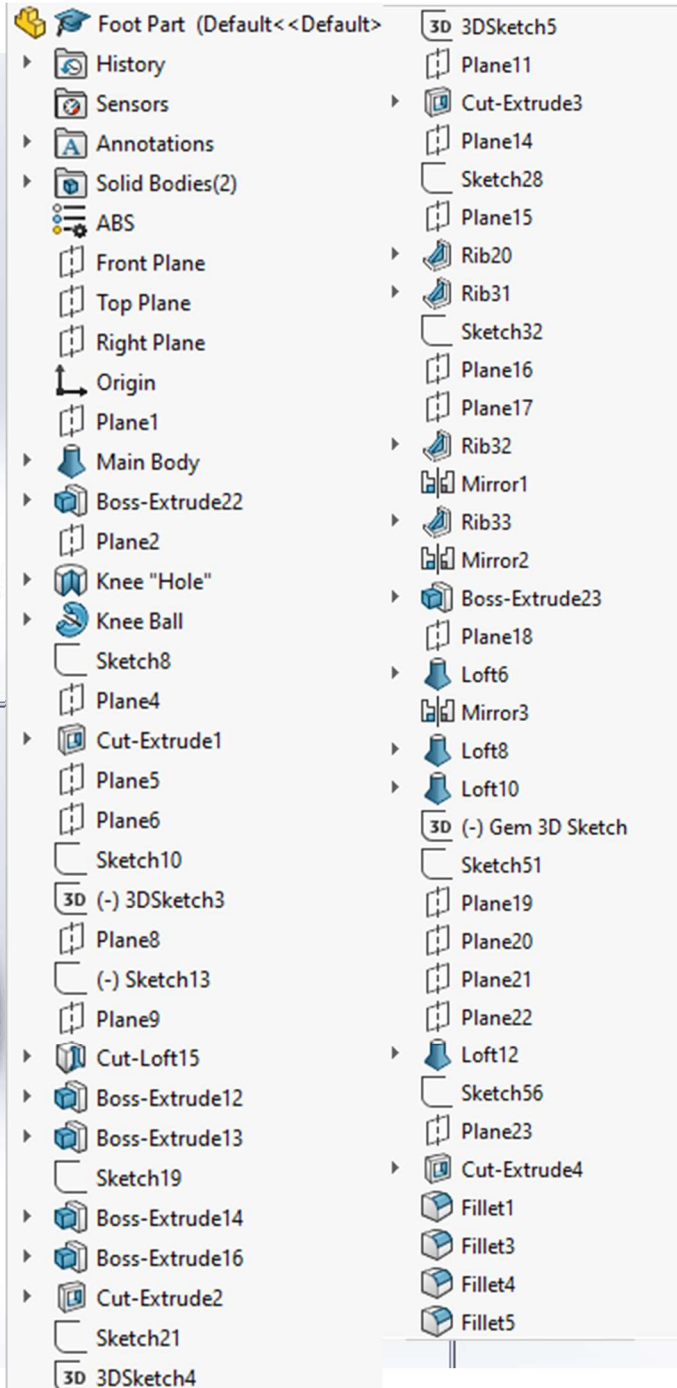 Foot Part (Default<<Default>
History
Sensors
A Annotations
Solid Bodies(2)
ABS
Front Plane
Top Plane
Right Plane
Origin
Plane1
Main Body
Boss-Extrude22
Plane2
Knee "Hole"
Knee Ball
Sketch8
Plane4
Cut-Extrude1
Plane5
Plane6
Sketch10
3D (-) 3DSketch3
Plane8
(-) Sketch13
Plane9
Cut-Loft15
Boss-Extrude12
Boss-Extrude13
Sketch19
Boss-Extrude14
Boss-Extrude16
Cut-Extrude2
Sketch21
3D 3DSketch4
3D 3DSketch5
Plane11
Cut-Extrude3
Plane14
Sketch28
Plane15
Rib20
Rib31
Sketch32
Plane16
Plane17
Rib32
Mirror1
Rib33
Mirror2
Boss-Extrude23
Plane18
Loft6
Mirror3
Loft8
Loft10
3D (-) Gem 3D Sketch
Sketch51
Plane19
Plane20
Plane21
Plane22
Loft12
Sketch56
Plane23
Cut-Extrude4
Fillet1
Fillet3
Fillet4
Fillet5